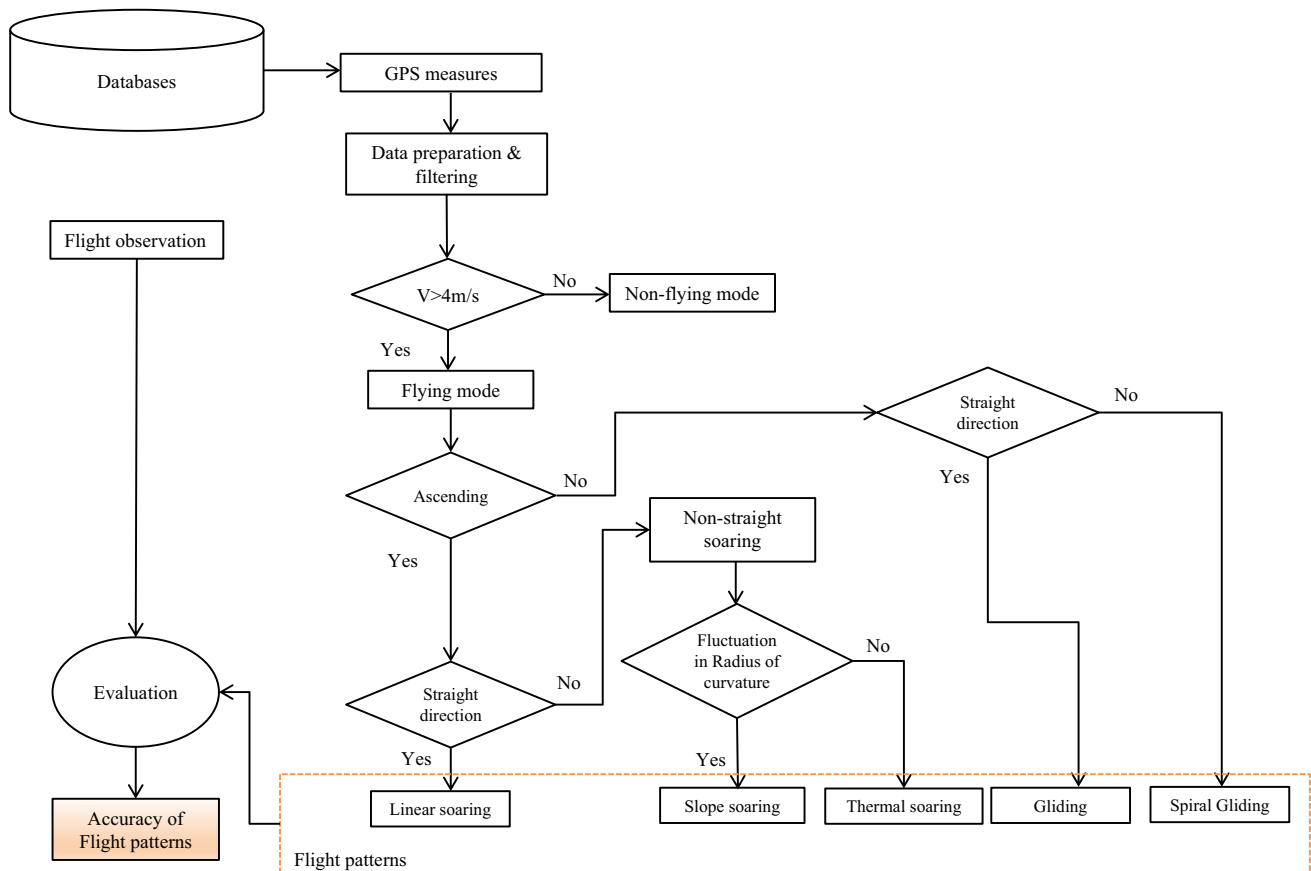 Databases
GPS measures
Data preparation &
filtering
Flight observation
V>4m/s
No
Non-flying mode
Yes
Flying mode
Straight
direction
No
Yes
Ascending
No
Yes
Non-straight
soaring
Fluctuation
in Radius of
curvature
No
Yes
Straight
direction
No
Yes
Evaluation
Linear soaring
Slope soaring
Thermal soaring
Gliding
Spiral Gliding
Accuracy of
Flight patterns
Flight patterns